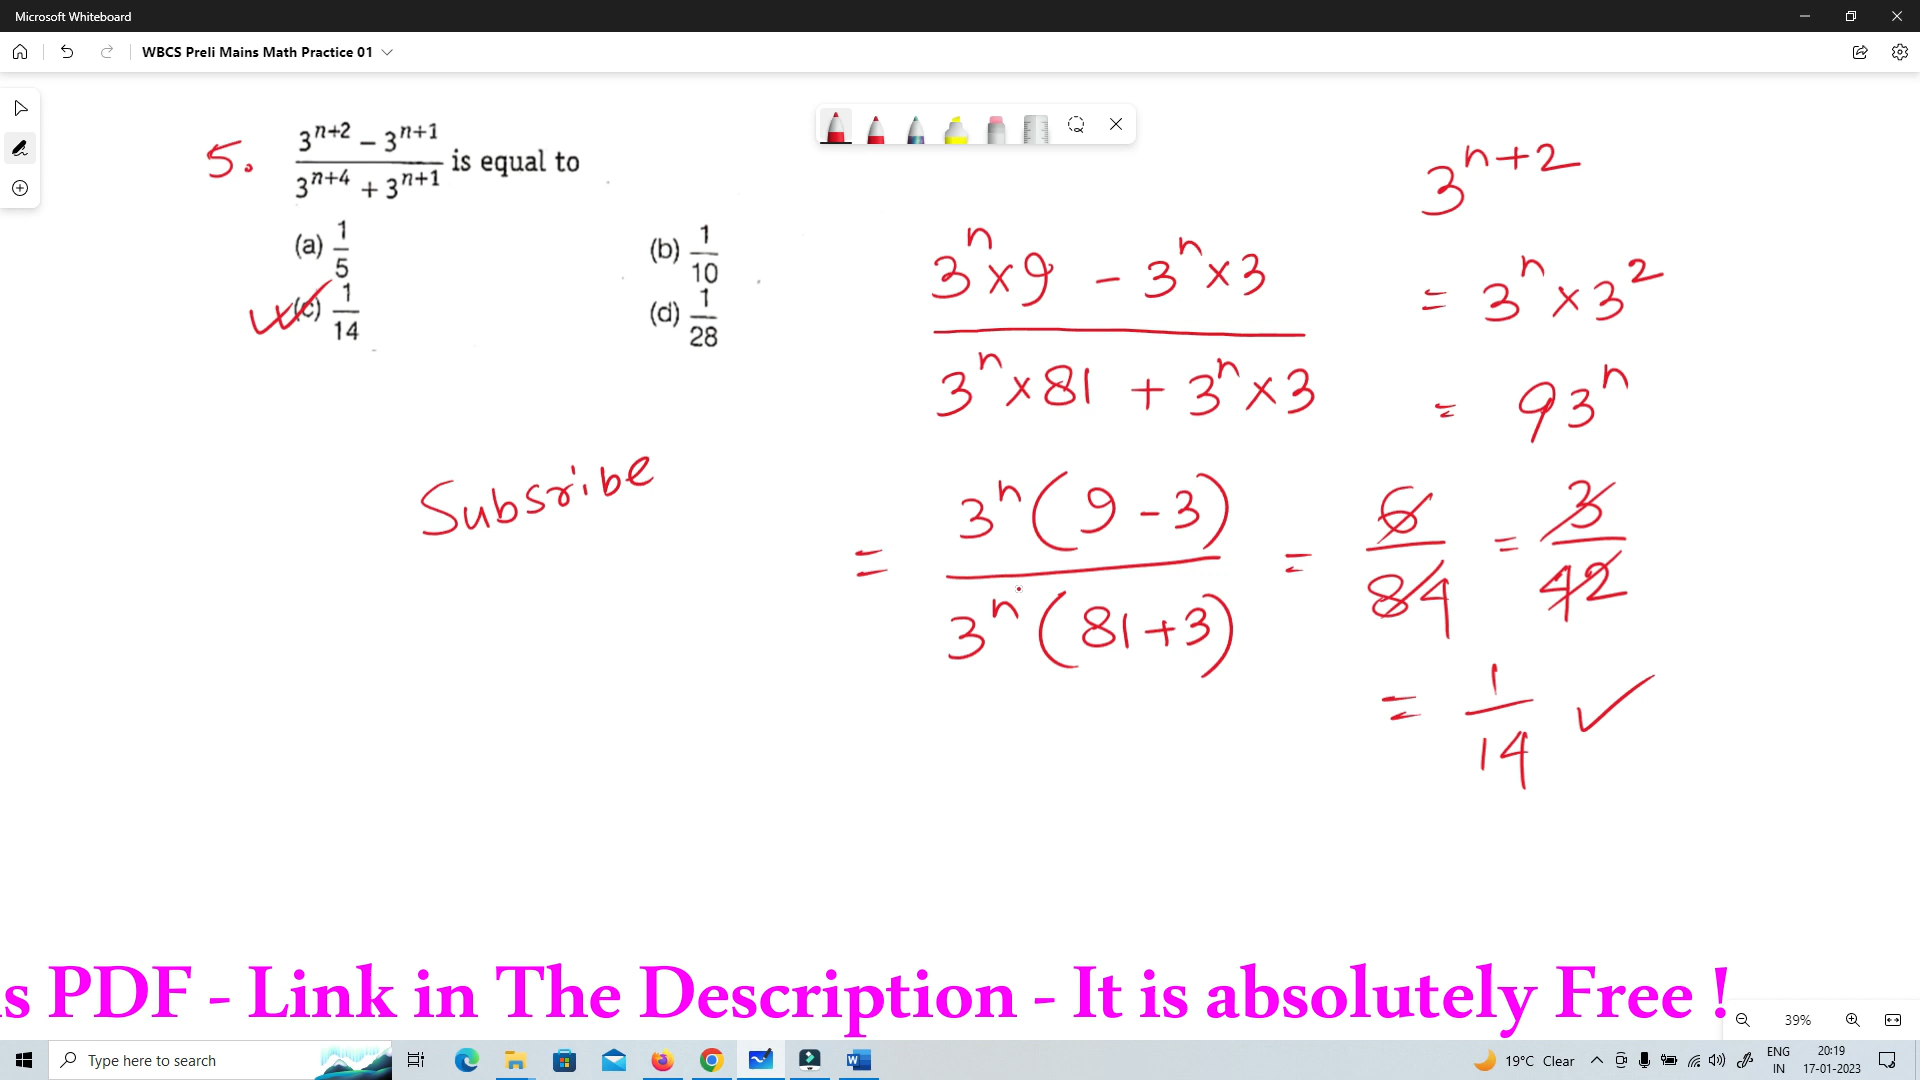 Microsoft Whiteboard
WBCS Preli Mains Math Practice 01
5. 3^{n+2} − 3^{n+1} / 3^{n+4} + 3^{n+1} is equal to
(a) 1/5 (b) 1/10
(c) 1/14 (d) 1/28
Subsribe
3^n × 9 − 3^n × 3 / 3^n × 81 + 3^n × 3
= 3^n (9 − 3) / 3^n (81 + 3) = 6/84 = 3/42
= 1/14 ✓
3^{n+2}
= 3^n × 3^2
= 93^n
s PDF - Link in The Description - It is absolutely Free !
39%
Type here to search
19°C Clear
ENG
IN
20:19
17-01-2023